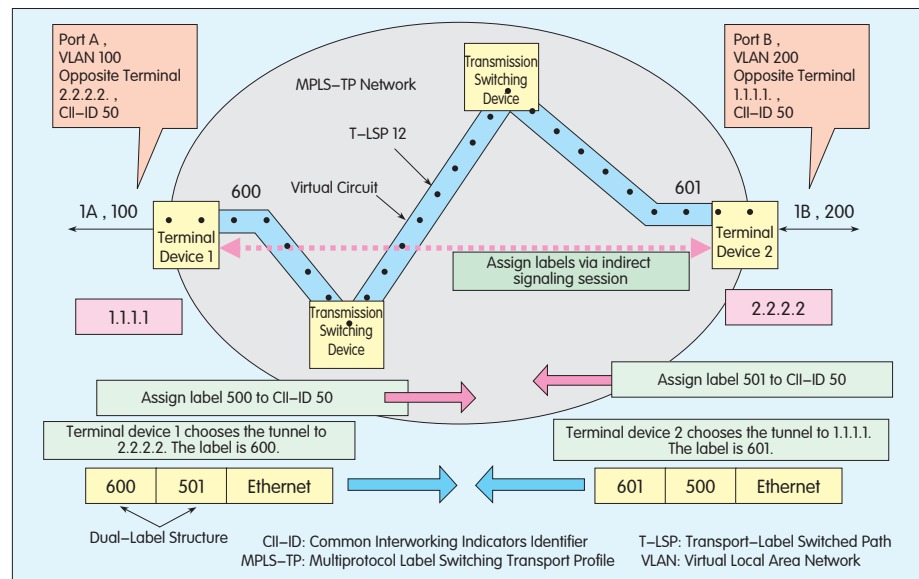 Port A ,
VLAN 100
Opposite Terminal
2.2.2.2. ,
CII-ID 50
Port B ,
VLAN 200
Opposite Terminal
1.1.1.1. ,
CII-ID 50
MPLS-TP Network
Transmission
Switching
Device
T-LSP 12
Virtual Circuit
600
601
1A , 100
1B , 200
Terminal
Device 1
Terminal
Device 2
Assign labels via indirect
signaling session
1.1.1.1
2.2.2.2
Transmission
Switching
Device
Assign label 500 to CII-ID 50
Assign label 501 to CII-ID 50
Terminal device 1 chooses the tunnel to
2.2.2.2. The label is 600.
Terminal device 2 chooses the tunnel to 1.1.1.1.
The label is 601.
600 501 Ethernet
601 500 Ethernet
Dual-Label Structure
CII-ID: Common Interworking Indicators Identifier
T-LSP: Transport-Label Switched Path
MPLS-TP: Multiprotocol Label Switching Transport Profile
VLAN: Virtual Local Area Network